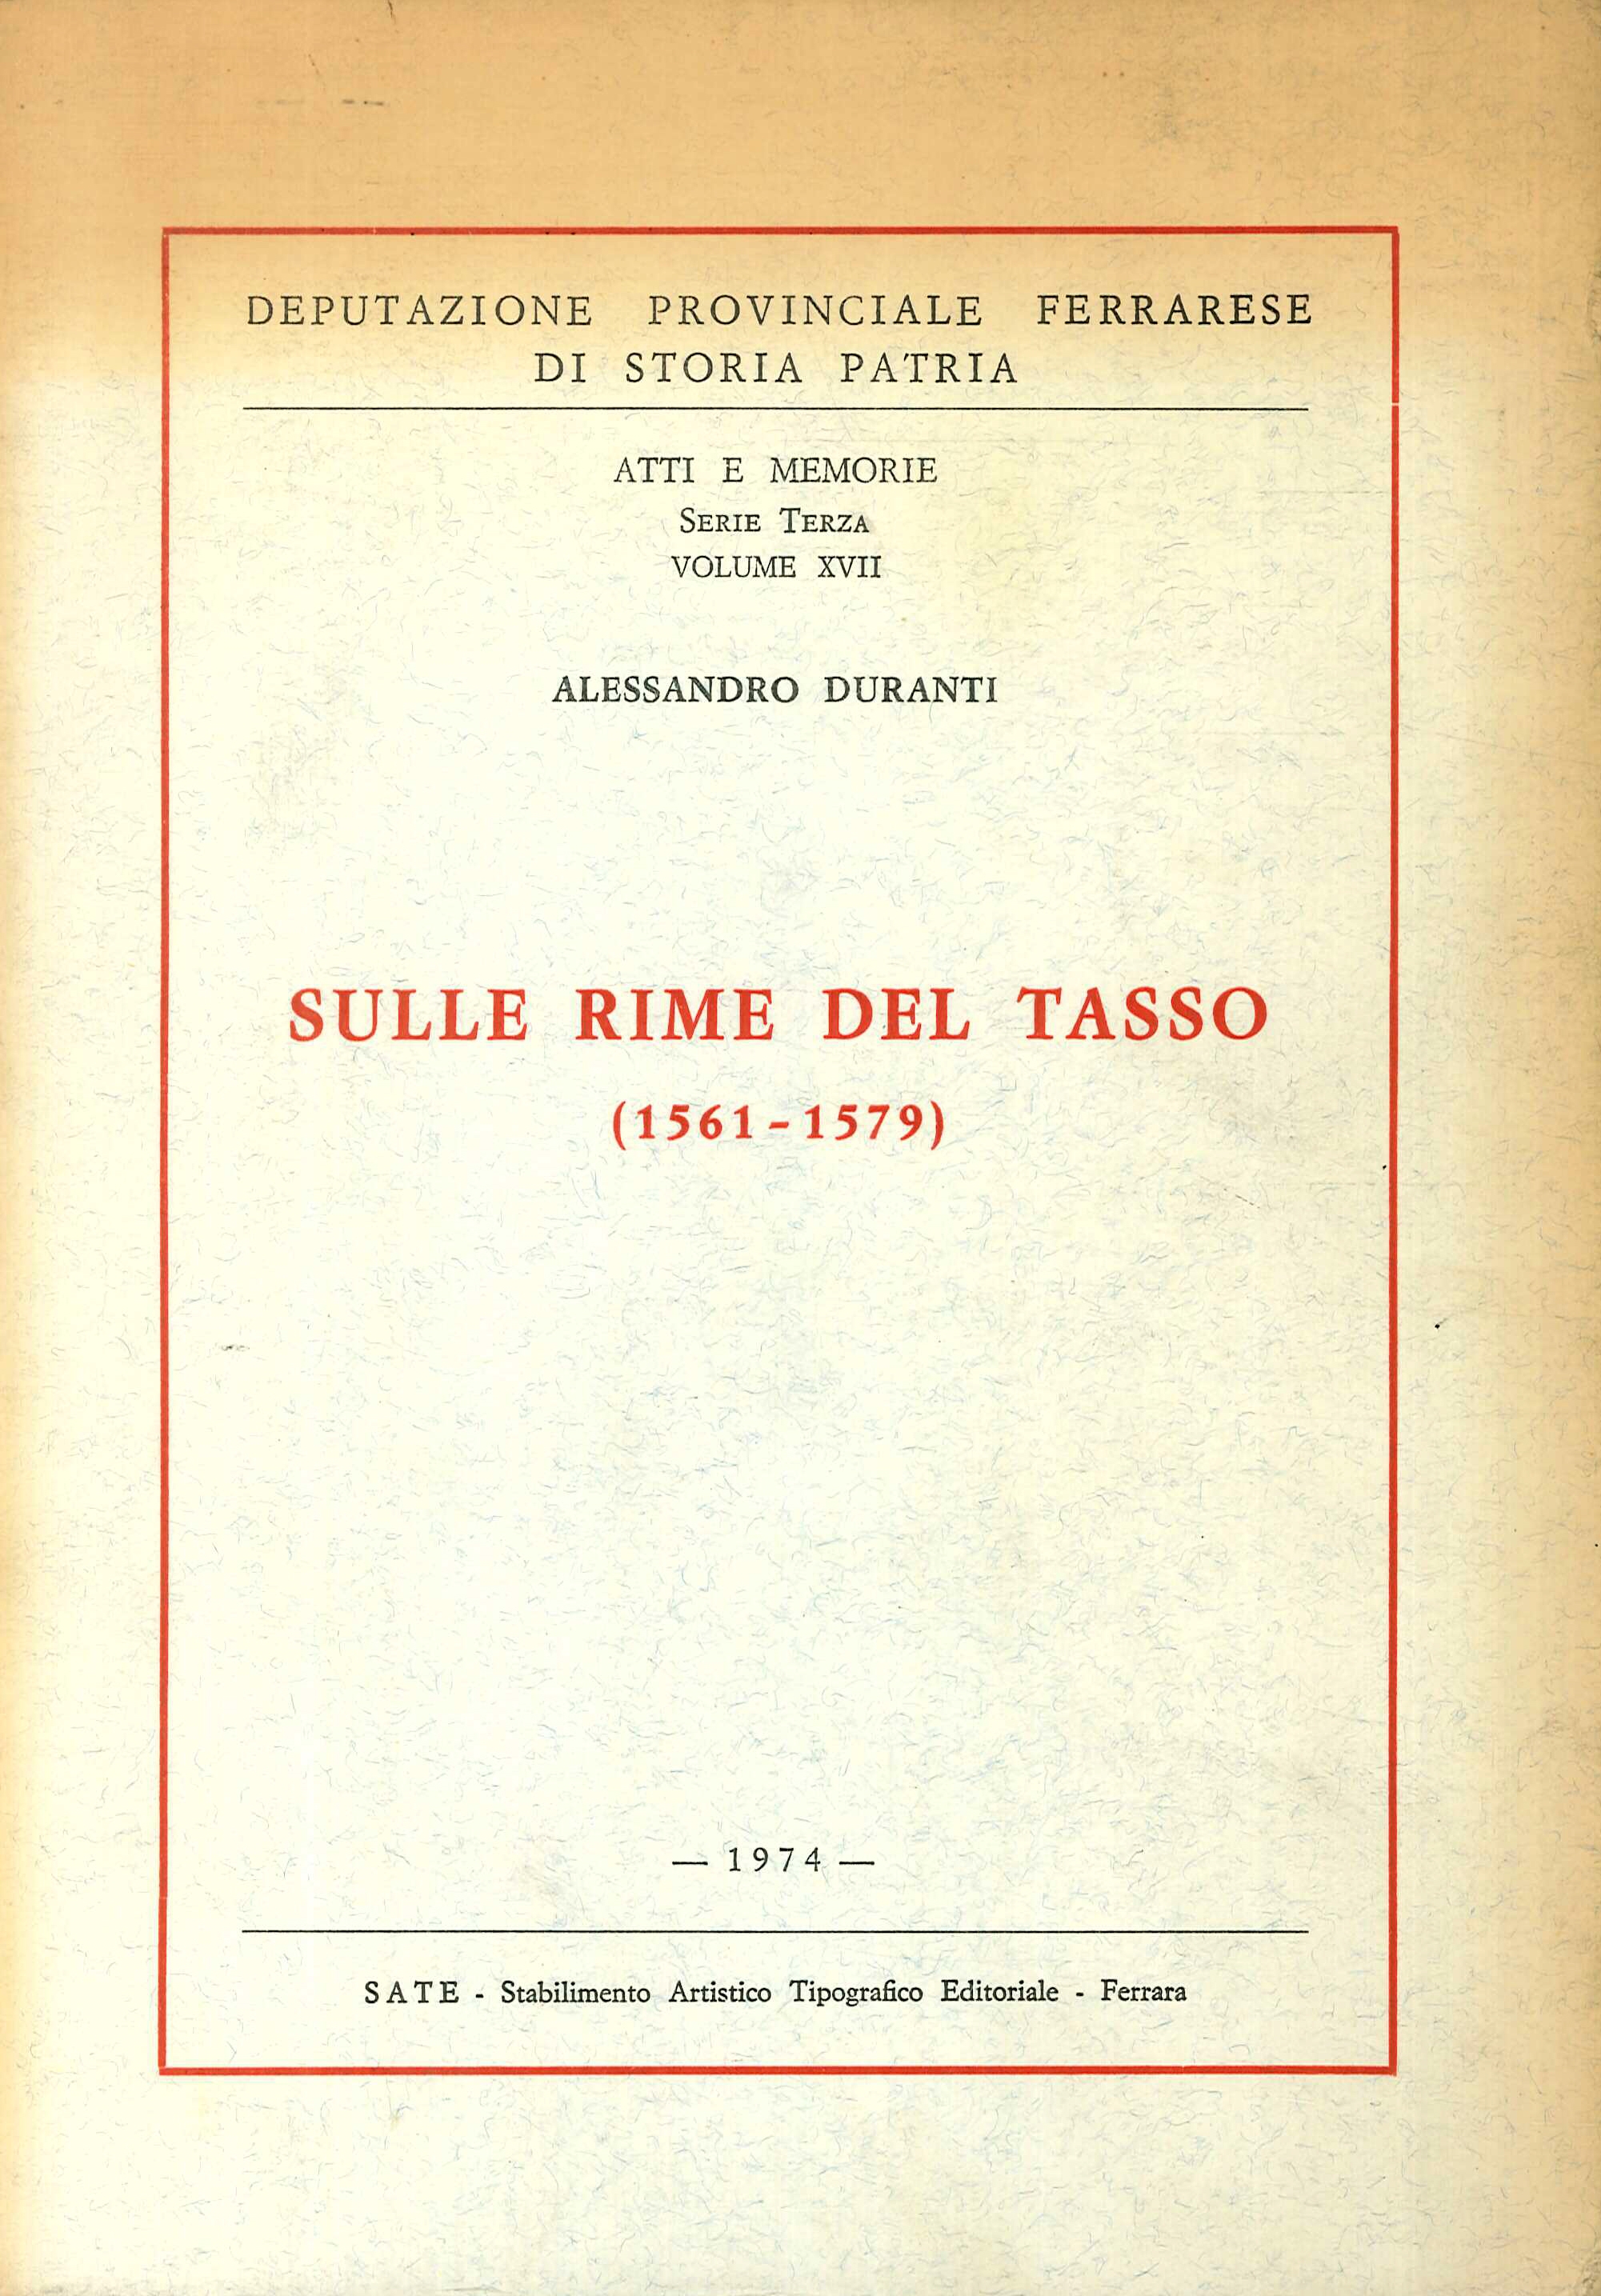 DEPUTAZIONE PROVINCIALE FERRARESE
DI STORIA PATRIA
ATTI E MEMORIE
SERIE TERZA
VOLUME XVII
ALESSANDRO DURANTI
SULLE RIME DEL TASSO
(1561-1579)
— 1974 —
SATE - Stabilimento Artistico Tipografico Editoriale - Ferrara